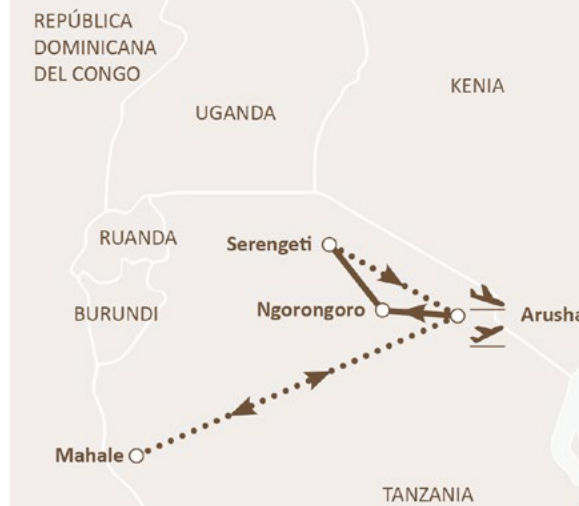 REPÚBLICA
DOMINICANA
DEL CONGO
KENIA
UGANDA
RUANDA
Serengeti
BURUNDI
Ngorongoro
Arusha
Mahale
TANZANIA